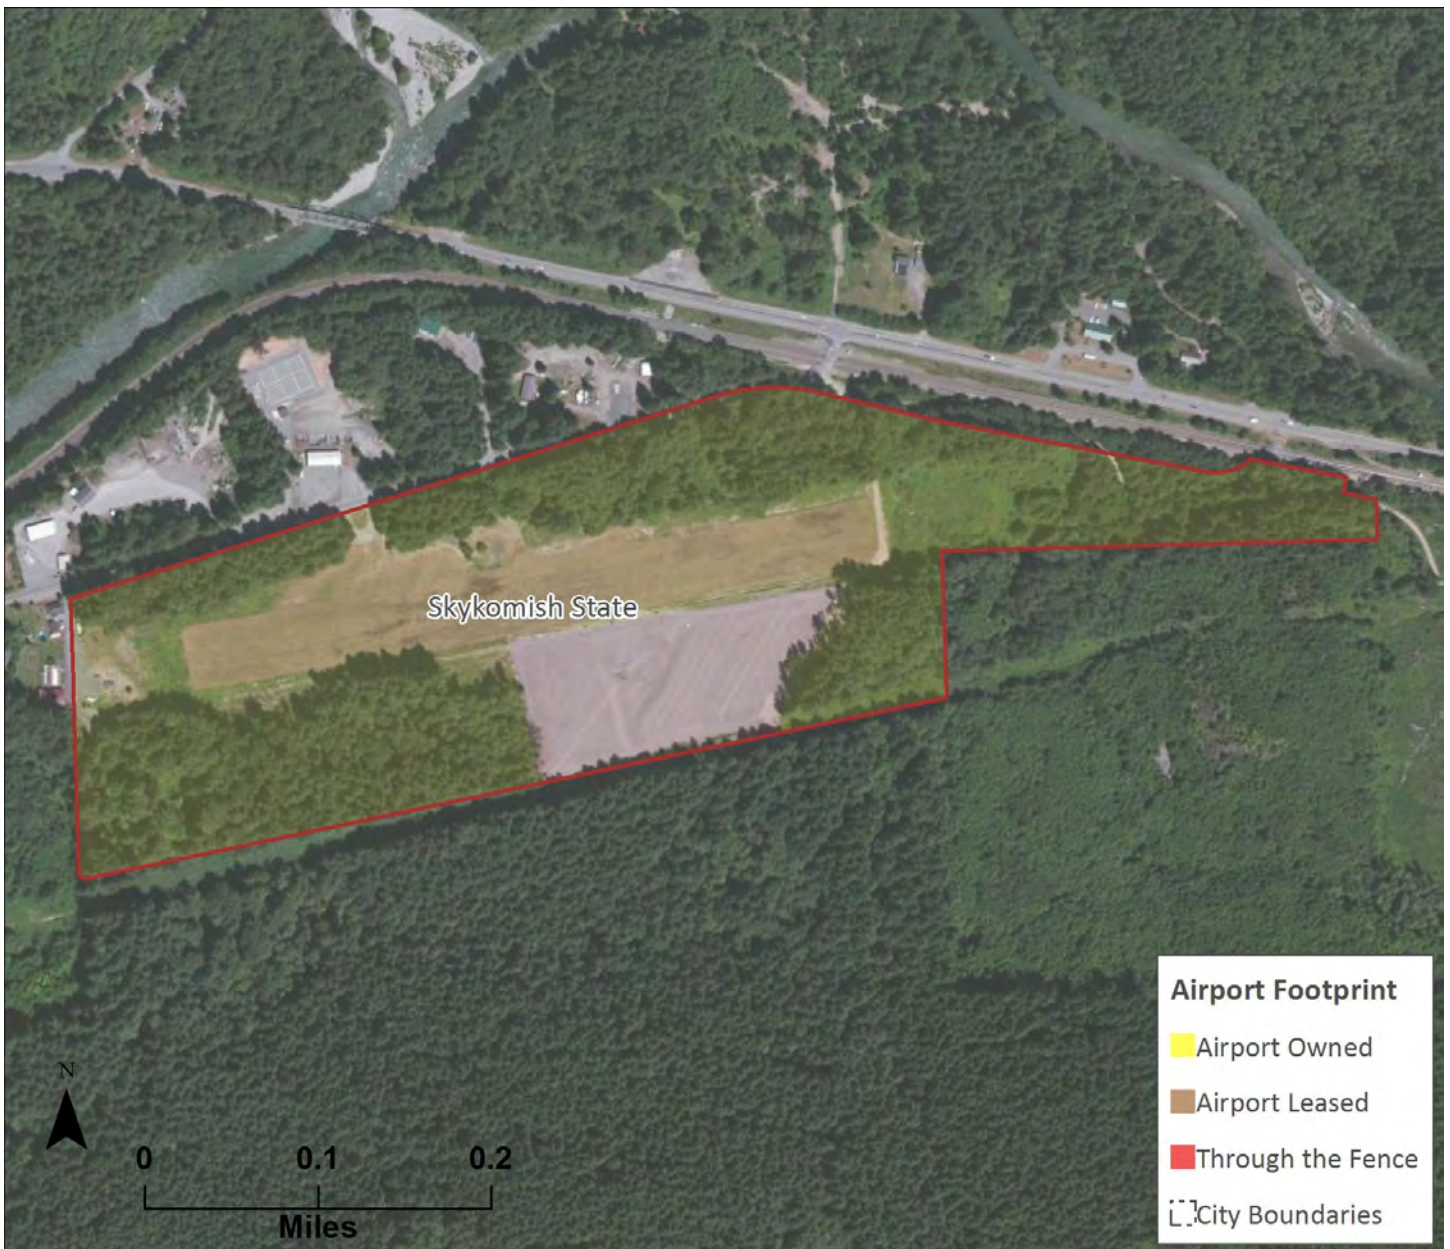 Skykomish State
Airport Footprint
Airport Owned
Airport Leased
Through the Fence
City Boundaries
N
0 0.1 0.2
Miles